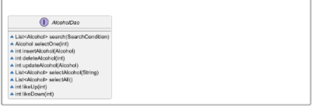 I AlcoholDao
List<Alcohol> search(SearchCondition)
Alcohol selectOne(int)
int insertAlcohol(Alcohol)
int deleteAlcohol(int)
int updateAlcohol(Alcohol)
List<Alcohol> selectAlcohol(String)
List<Alcohol> selectAll()
int likeUp(int)
int likeDown(int)